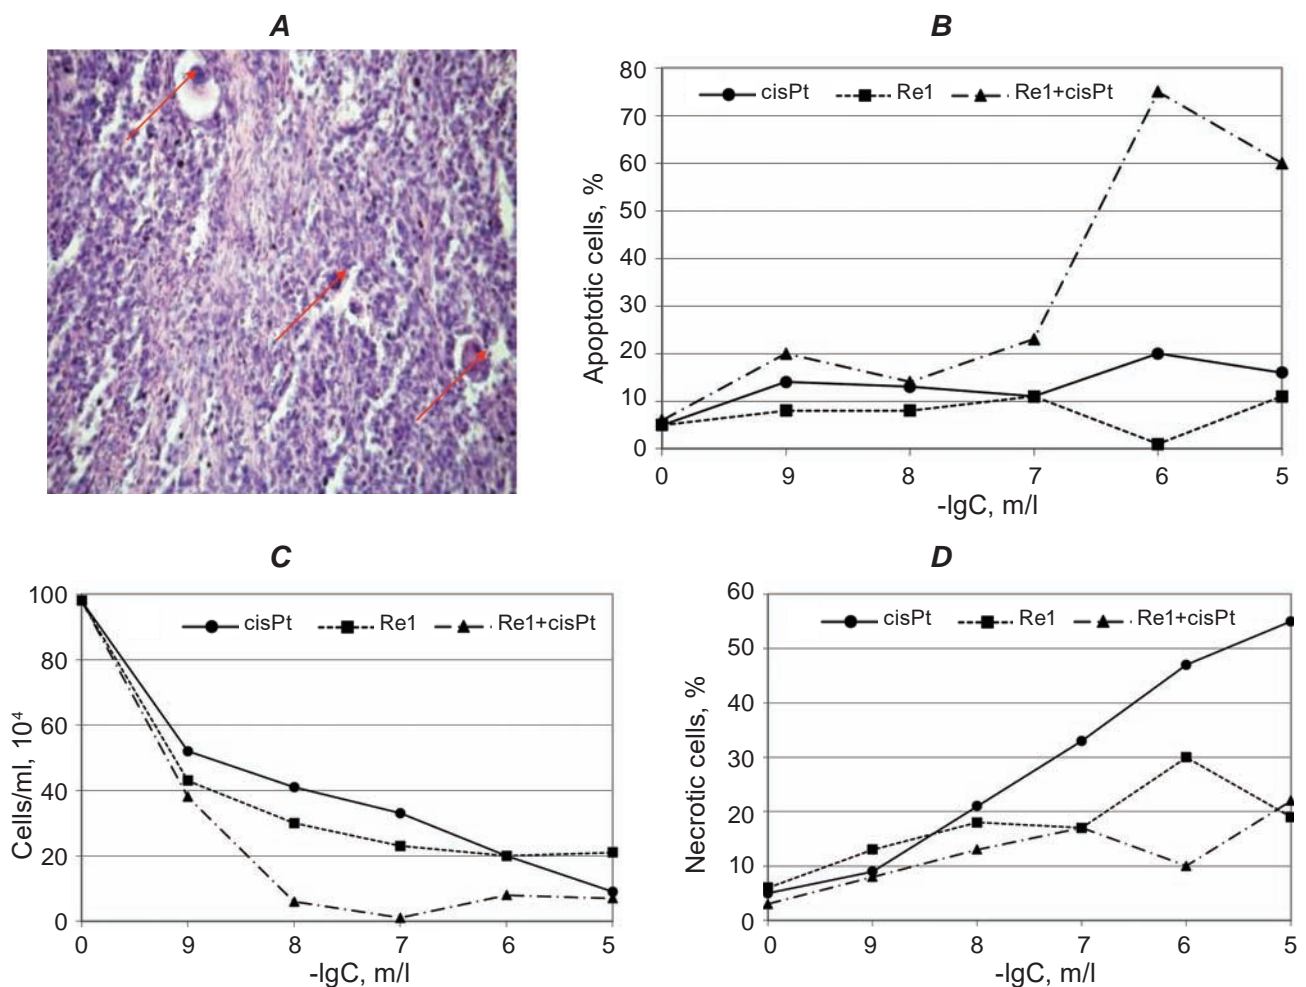 A
B
80
70
60
50
40
30
20
10
0
Apoptotic cells, %
cisPt Re1 Re1+cisPt
0 9 8 7 6 5
-lgC, m/l
C
100
80
60
40
20
0
Cells/ml, 10⁴
cisPt Re1 Re1+cisPt
0 9 8 7 6 5
-lgC, m/l
D
60
50
40
30
20
10
0
Necrotic cells, %
cisPt Re1 Re1+cisPt
0 9 8 7 6 5
-lgC, m/l